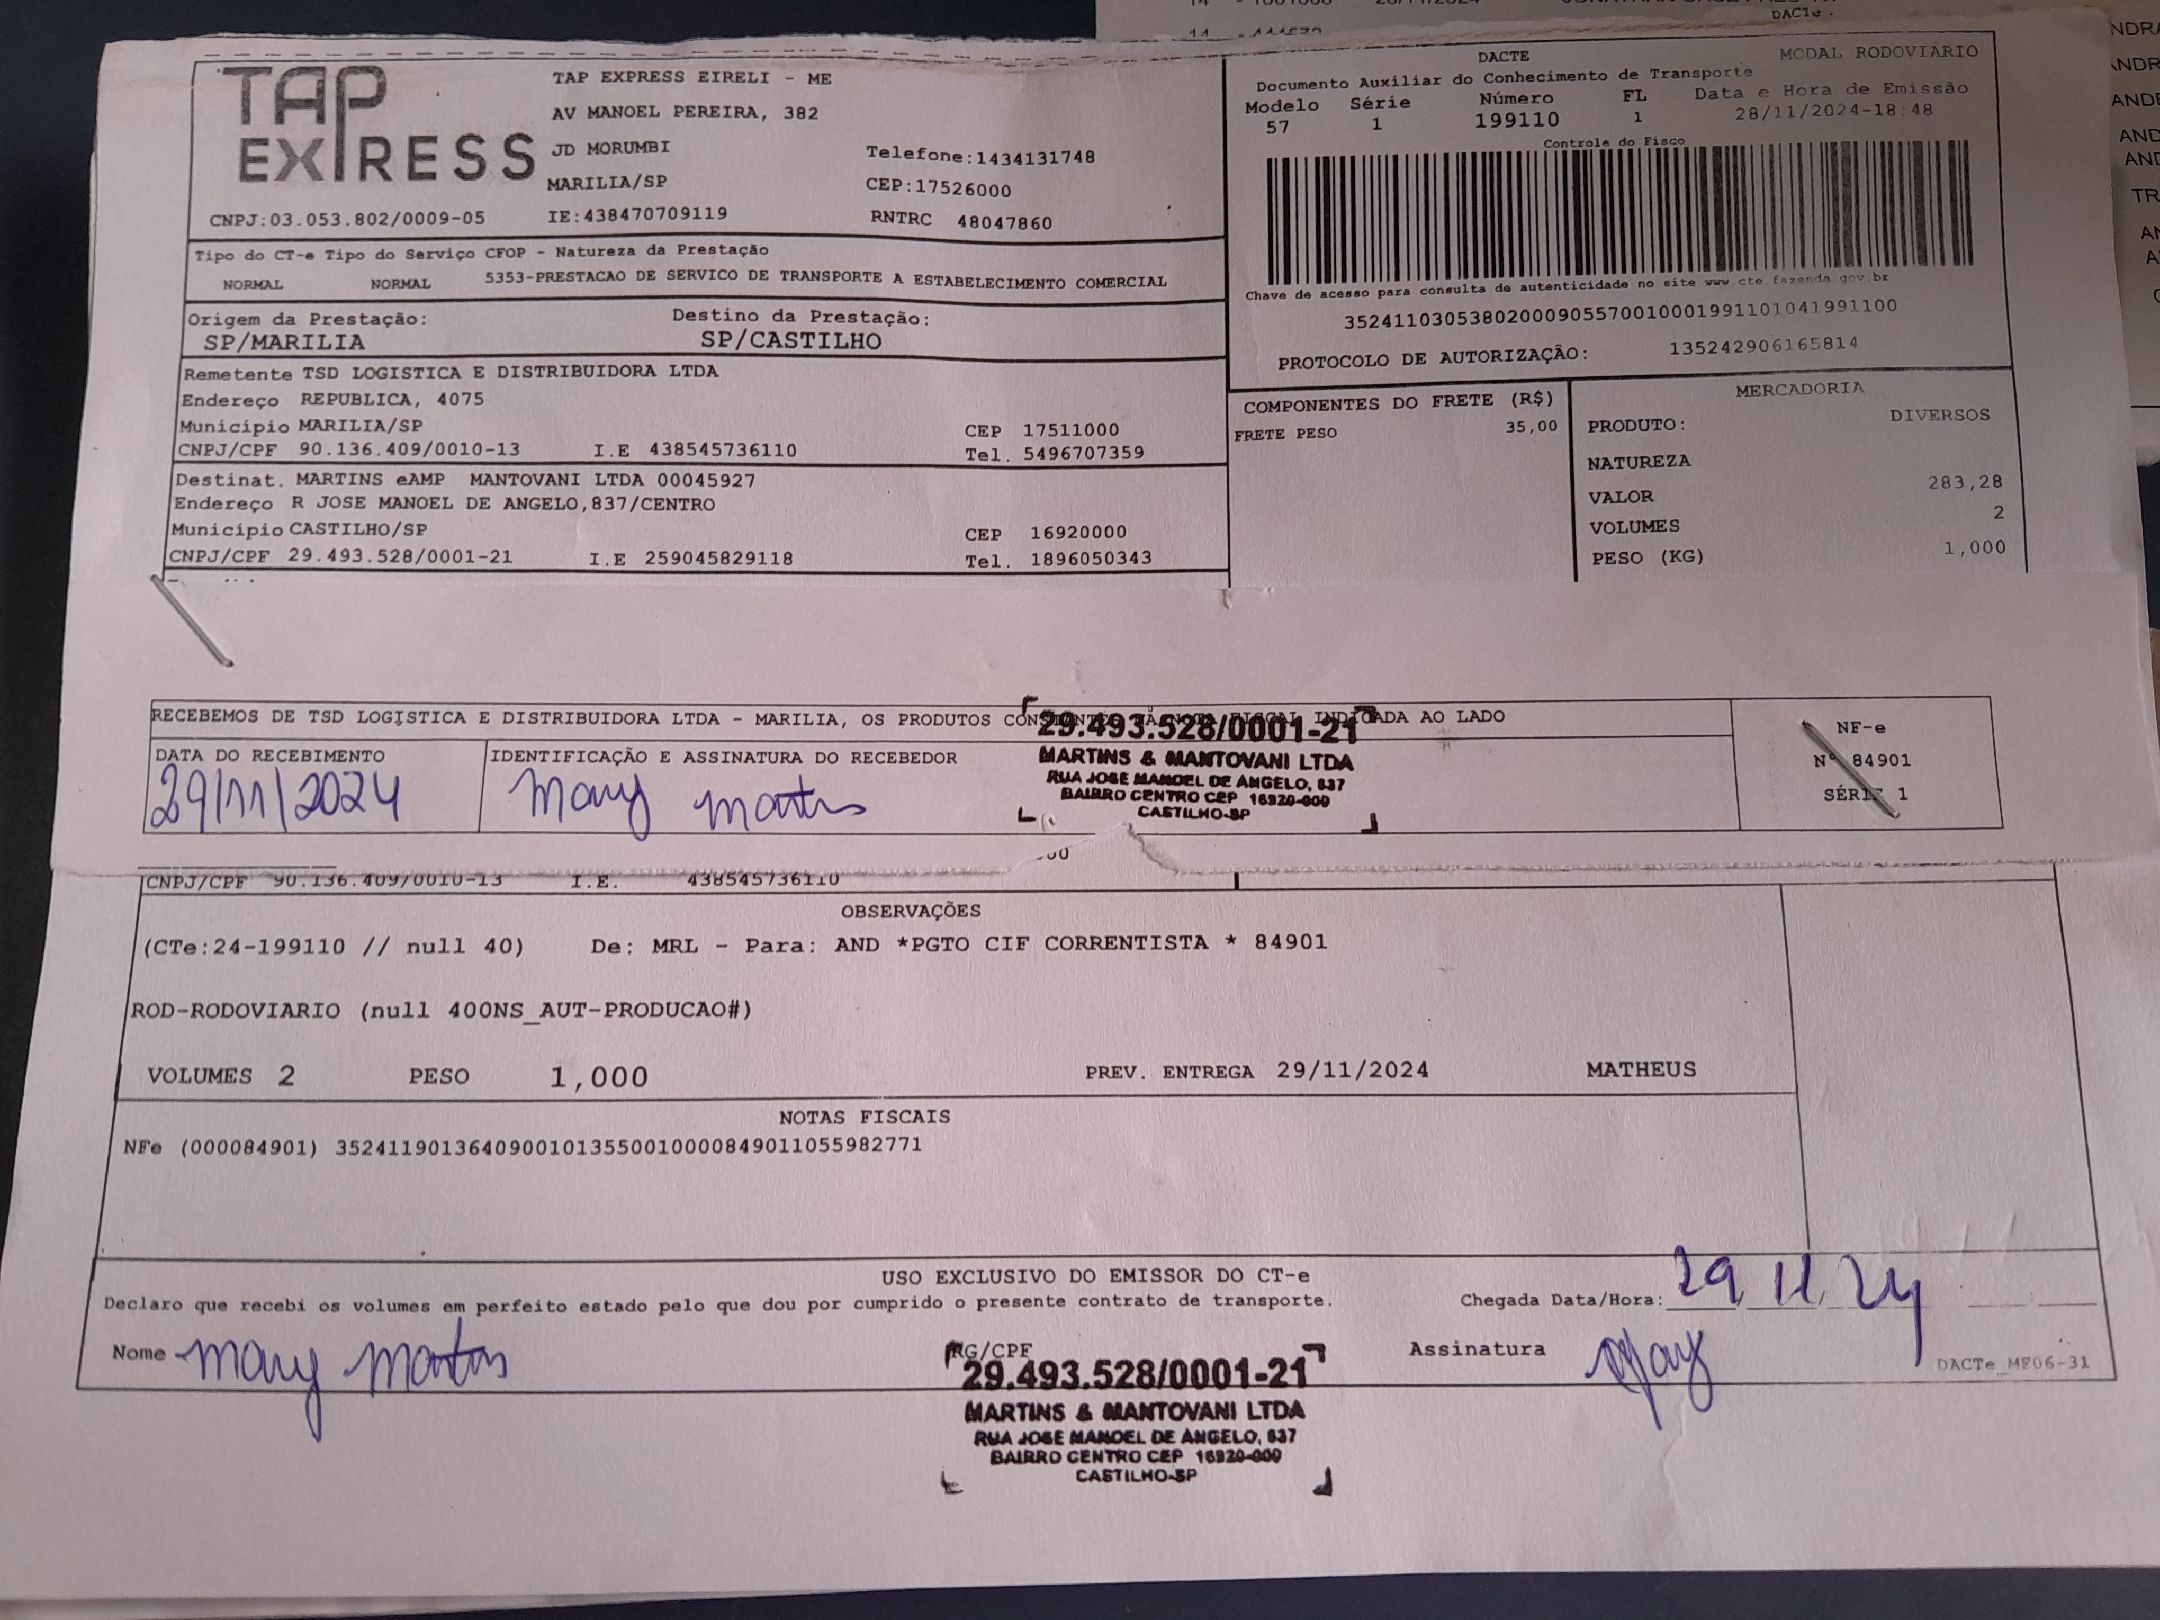 DACTe .
TAP
EXPRESS
TAP EXPRESS EIRELI - ME
AV MANOEL PEREIRA, 382
JD MORUMBI
Telefone:1434131748
MARILIA/SP
CEP:17526000
CNPJ:03.053.802/0009-05 IE:438470709119 RNTRC 48047860
DACTE MODAL RODOVIÁRIO
Documento Auxiliar do Conhecimento de Transporte
Modelo Série Número FL Data e Hora de Emissão
57 1 199110 1 28/11/2024-18:48
Controle do Fisco
Chave de acesso para consulta de autenticidade no site www.cte.fazenda.gov.br
35241103053802000905570010001991101041991100
PROTOCOLO DE AUTORIZAÇÃO: 135242906165814
Tipo do CT-e Tipo do Serviço CFOP - Natureza da Prestação
NORMAL NORMAL 5353-PRESTACAO DE SERVICO DE TRANSPORTE A ESTABELECIMENTO COMERCIAL
Origem da Prestação: Destino da Prestação:
SP/MARILIA SP/CASTILHO
Remetente TSD LOGISTICA E DISTRIBUIDORA LTDA
Endereço REPUBLICA, 4075
Município MARILIA/SP CEP 17511000
CNPJ/CPF 90.136.409/0010-13 I.E 438545736110 Tel. 5496707359
Destinat. MARTINS eAMP MANTOVANI LTDA 00045927
Endereço R JOSE MANOEL DE ANGELO,837/CENTRO
Município CASTILHO/SP CEP 16920000
CNPJ/CPF 29.493.528/0001-21 I.E 259045829118 Tel. 1896050343
COMPONENTES DO FRETE (R$)
FRETE PESO 35,00
MERCADORIA
PRODUTO: DIVERSOS
NATUREZA
VALOR 283,28
VOLUMES 2
PESO (KG) 1,000
RECEBEMOS DE TSD LOGISTICA E DISTRIBUIDORA LTDA - MARILIA, OS PRODUTOS CONSTANTES NA NOTA FISCAL INDICADA AO LADO
DATA DO RECEBIMENTO IDENTIFICAÇÃO E ASSINATURA DO RECEBEDOR
29/11/2024 Mary Martins
29.493.528/0001-21
MARTINS & MANTOVANI LTDA
RUA JOSE MANOEL DE ANGELO, 837
BAIRRO CENTRO CEP 16920-000
CASTILHO-SP
NF-e
Nº 84901
SÉRIE 1
CNPJ/CPF 90.136.409/0010-13 I.E. 438545736110
OBSERVAÇÕES
(CTe:24-199110 // null 40) De: MRL - Para: AND *PGTO CIF CORRENTISTA * 84901
ROD-RODOVIARIO (null 400NS_AUT-PRODUCAO#)
VOLUMES 2 PESO 1,000 PREV. ENTREGA 29/11/2024 MATHEUS
NOTAS FISCAIS
NFe (000084901) 35241190136409001013550010000849011055982771
USO EXCLUSIVO DO EMISSOR DO CT-e
Declaro que recebi os volumes em perfeito estado pelo que dou por cumprido o presente contrato de transporte. Chegada Data/Hora: 29 11 24
Nome Mary Martins RG/CPF Assinatura Mary
29.493.528/0001-21
DACTe_MF06-31
MARTINS & MANTOVANI LTDA
RUA JOSE MANOEL DE ANGELO, 837
BAIRRO CENTRO CEP 16920-000
CASTILHO-SP